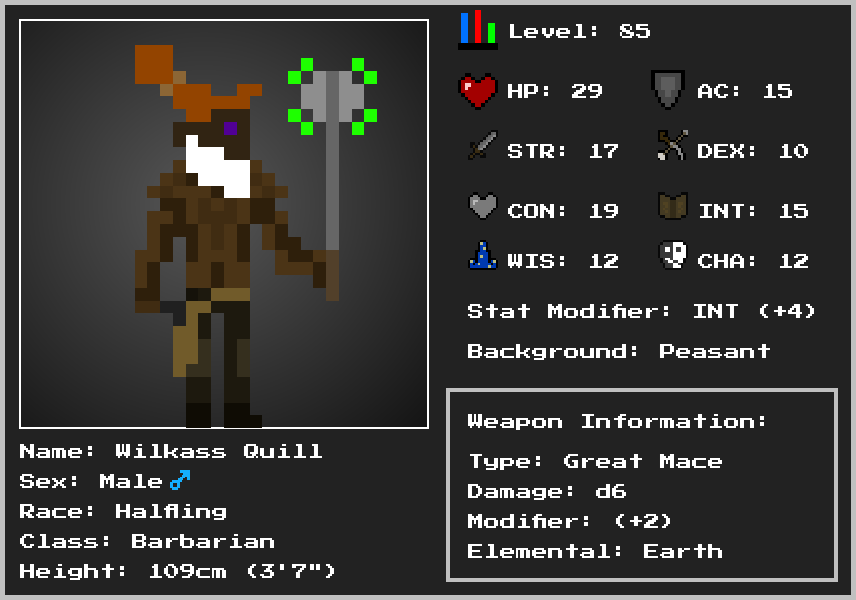 Level: 85
HP: 29 AC: 15
STR: 17 DEX: 10
CON: 19 INT: 15
WIS: 12 CHA: 12
Stat Modifier: INT (+4)
Background: Peasant
Weapon Information:
Type: Great Mace
Damage: d6
Modifier: (+2)
Elemental: Earth
Name: Wilkass Quill
Sex: Male ♂
Race: Halfling
Class: Barbarian
Height: 109cm (3'7")